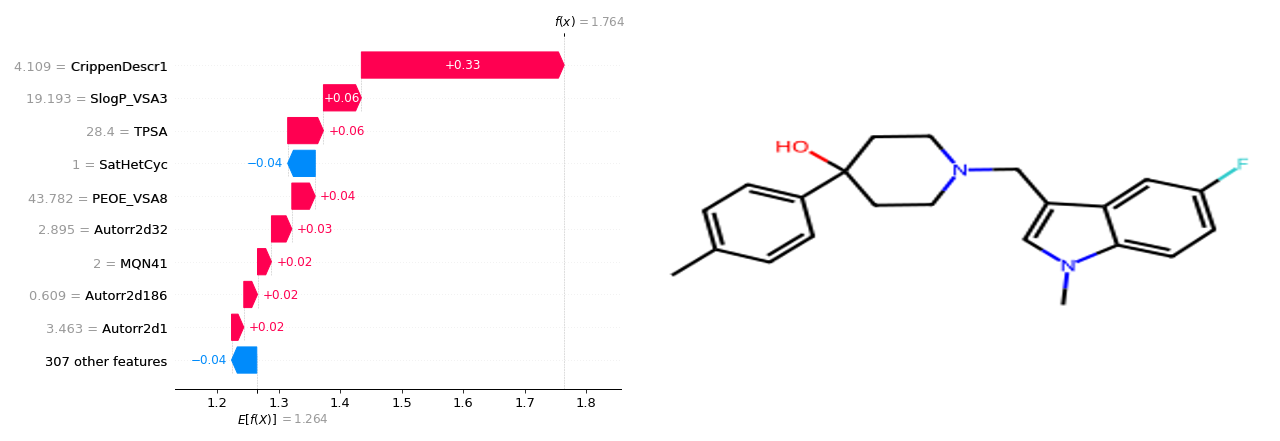 f(x) = 1.764
4.109 = CrippenDescr1
+0.33
19.193 = SlogP_VSA3
+0.06
28.4 = TPSA
+0.06
1 = SatHetCyc
−0.04
43.782 = PEOE_VSA8
+0.04
2.895 = Autorr2d32
+0.03
2 = MQN41
+0.02
0.609 = Autorr2d186
+0.02
3.463 = Autorr2d1
+0.02
307 other features
−0.04
1.2 1.3 1.4 1.5 1.6 1.7 1.8
E[f(X)] = 1.264
HO
N
N
F